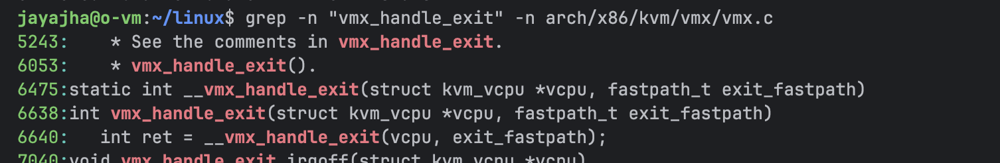 jayajha@o-vm:~/linux$ grep -n "vmx_handle_exit" -n arch/x86/kvm/vmx/vmx.c
5243:    * See the comments in vmx_handle_exit.
6053:    * vmx_handle_exit().
6475:static int __vmx_handle_exit(struct kvm_vcpu *vcpu, fastpath_t exit_fastpath)
6638:int vmx_handle_exit(struct kvm_vcpu *vcpu, fastpath_t exit_fastpath)
6640:   int ret = __vmx_handle_exit(vcpu, exit_fastpath);
7040:void vmx_handle_exit_irqoff(struct kvm_vcpu *vcpu)